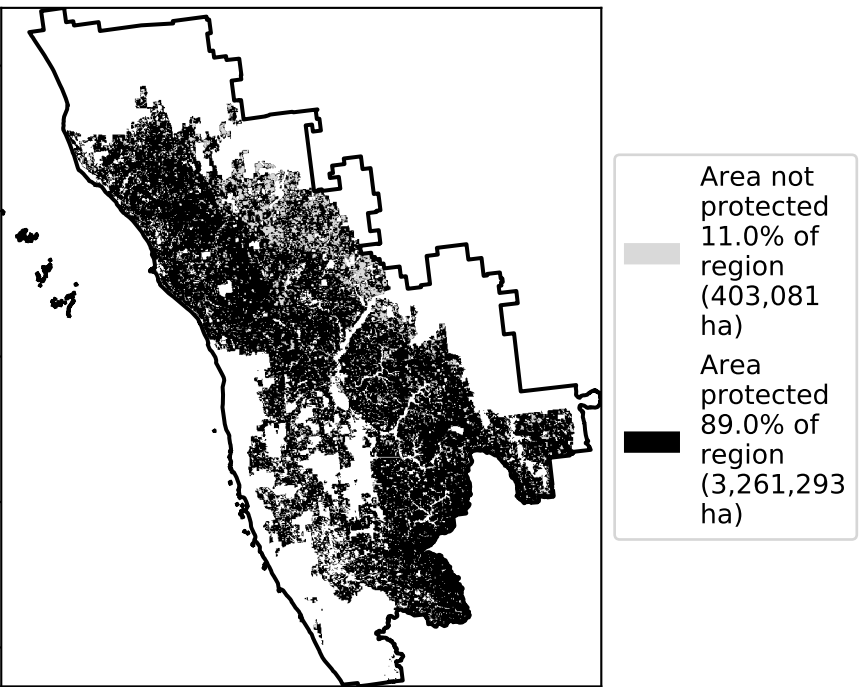 Area not
protected
11.0% of
region
(403,081
ha)
Area
protected
89.0% of
region
(3,261,293
ha)